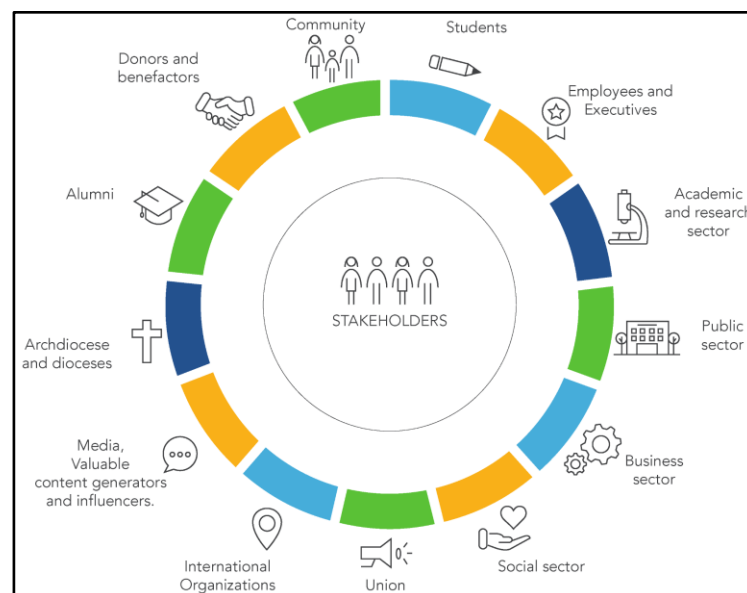 Community
Students
Donors and
benefactors
Employees and
Executives
Alumni
Academic
and research
sector
STAKEHOLDERS
Public
sector
Archdiocese
and dioceses
Media,
Valuable
content generators
and influencers.
Business
sector
International
Organizations
Union
Social sector